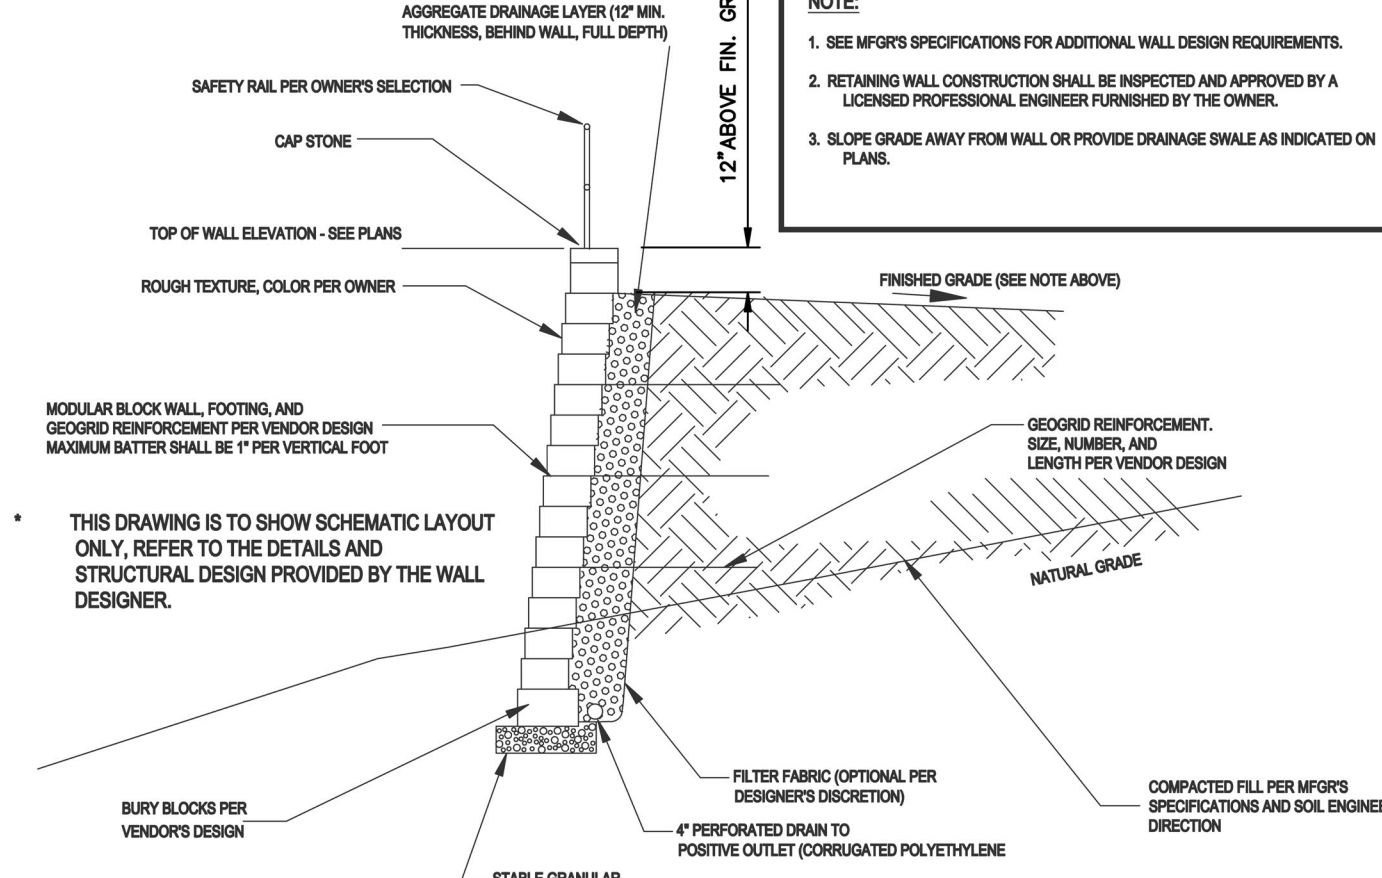 AGGREGATE DRAINAGE LAYER (12" MIN.
THICKNESS, BEHIND WALL, FULL DEPTH)
SAFETY RAIL PER OWNER'S SELECTION
CAP STONE
TOP OF WALL ELEVATION - SEE PLANS
ROUGH TEXTURE, COLOR PER OWNER
MODULAR BLOCK WALL, FOOTING, AND
GEOGRID REINFORCEMENT PER VENDOR DESIGN
MAXIMUM BATTER SHALL BE 1" PER VERTICAL FOOT
* THIS DRAWING IS TO SHOW SCHEMATIC LAYOUT
ONLY, REFER TO THE DETAILS AND
STRUCTURAL DESIGN PROVIDED BY THE WALL
DESIGNER.
BURY BLOCKS PER
VENDOR'S DESIGN
12" ABOVE FIN. GR
NOTE:
1. SEE MFGR'S SPECIFICATIONS FOR ADDITIONAL WALL DESIGN REQUIREMENTS.
2. RETAINING WALL CONSTRUCTION SHALL BE INSPECTED AND APPROVED BY A
LICENSED PROFESSIONAL ENGINEER FURNISHED BY THE OWNER.
3. SLOPE GRADE AWAY FROM WALL OR PROVIDE DRAINAGE SWALE AS INDICATED ON
PLANS.
FINISHED GRADE (SEE NOTE ABOVE)
GEOGRID REINFORCEMENT.
SIZE, NUMBER, AND
LENGTH PER VENDOR DESIGN
NATURAL GRADE
FILTER FABRIC (OPTIONAL PER
DESIGNER'S DISCRETION)
4" PERFORATED DRAIN TO
POSITIVE OUTLET (CORRUGATED POLYETHYLENE
COMPACTED FILL PER MFGR'S
SPECIFICATIONS AND SOIL ENGINEE
DIRECTION
STABLE GRANULAR